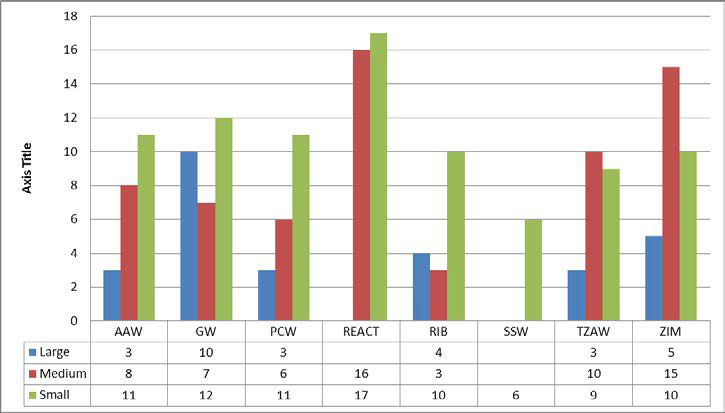 18
16
14
12
10
8
6
4
2
0
Axis Title
AAW GW PCW REACT RIB SSW TZAW ZIM
Large 3 10 3 4 3 5
Medium 8 7 6 16 3 10 15
Small 11 12 11 17 10 6 9 10